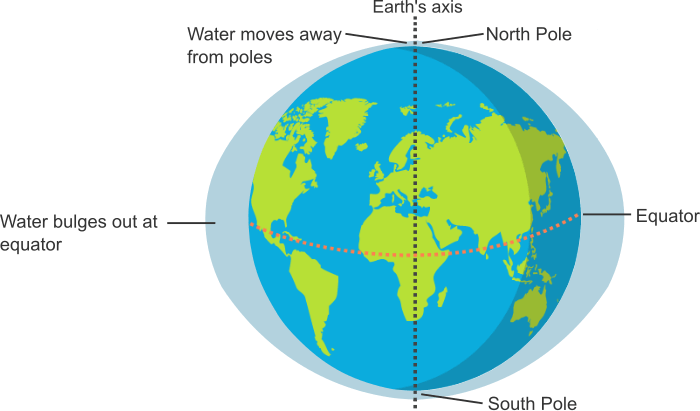 Earth's axis
Water moves away
from poles
North Pole
Water bulges out at
equator
Equator
South Pole